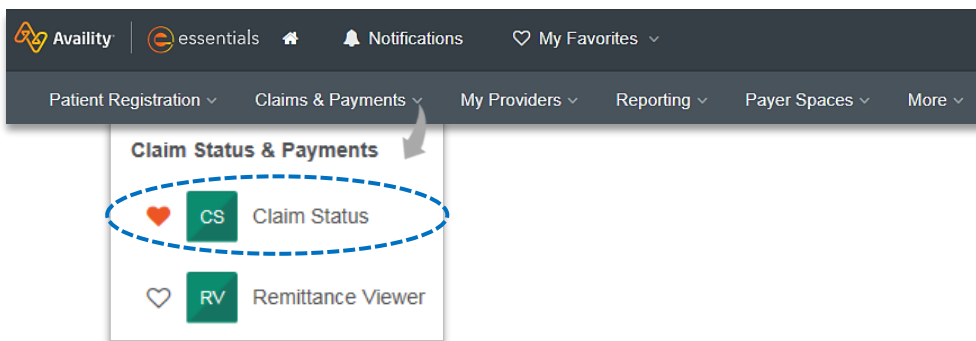 Availity essentials Notifications My Favorites
Patient Registration Claims & Payments My Providers Reporting Payer Spaces More
Claim Status & Payments
CS Claim Status
RV Remittance Viewer